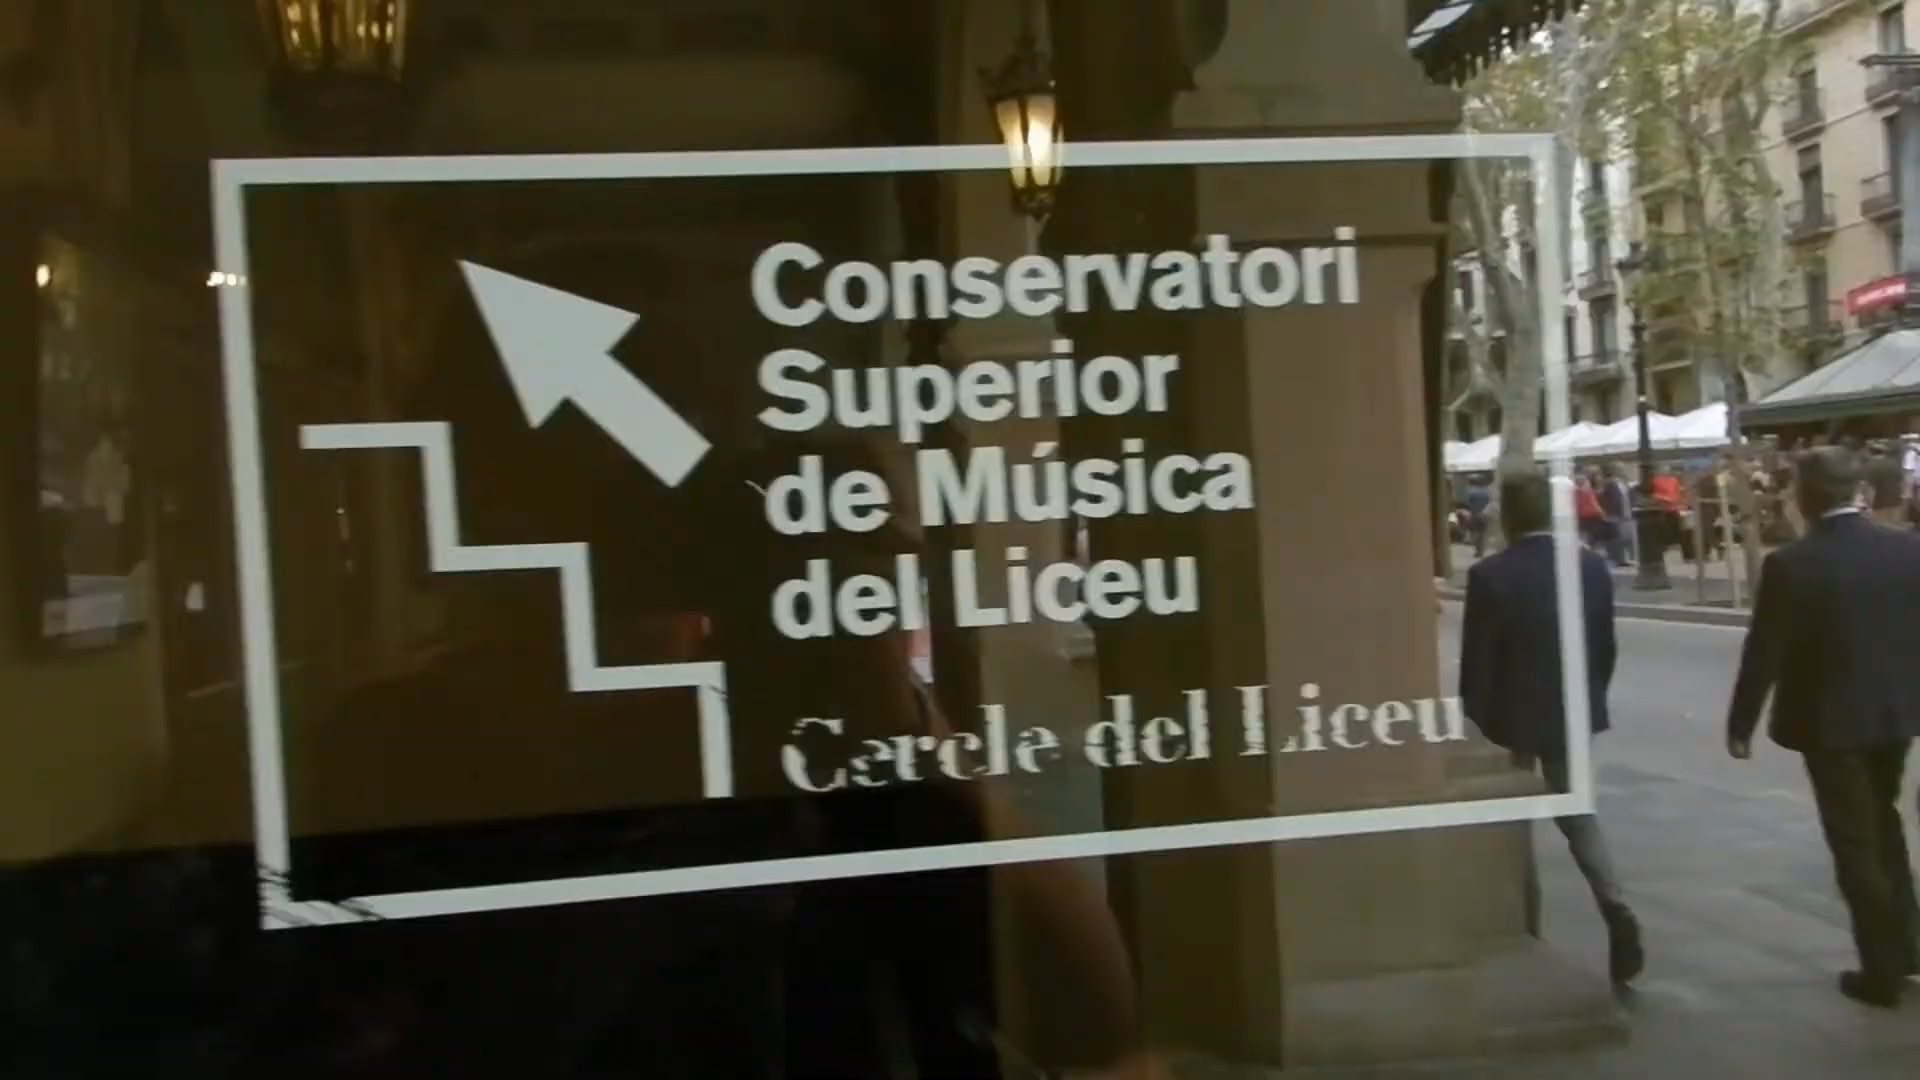 Conservatori
Superior
de Música
del Liceu
Cercle del Liceu